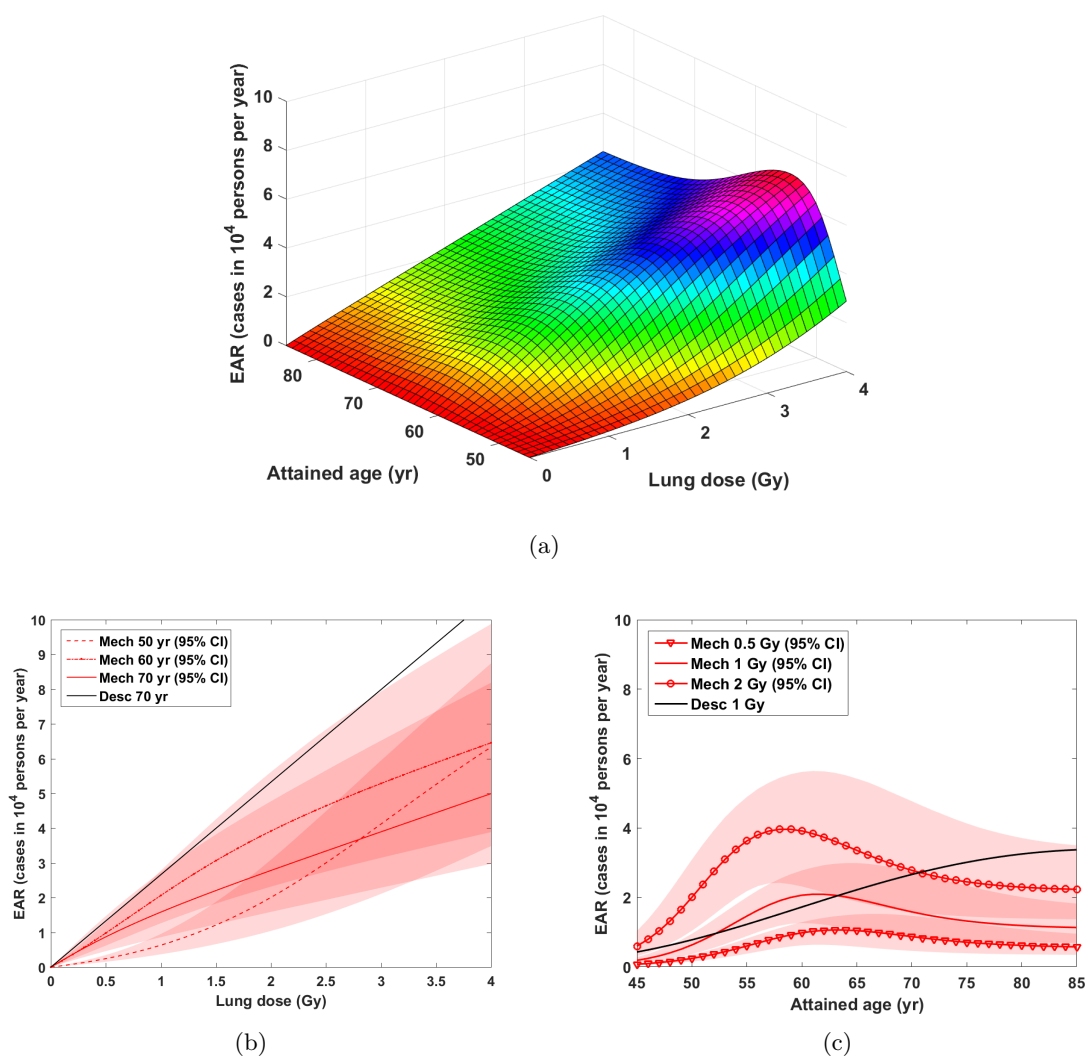 10
8
6
4
2
0
EAR (cases in 10⁴ persons per year)
80
70
60
50
Attained age (yr)
0
1
2
3
4
Lung dose (Gy)
(a)
10
9
8
7
6
5
4
3
2
1
0
EAR (cases in 10⁴ persons per year)
Mech 50 yr (95% CI)
Mech 60 yr (95% CI)
Mech 70 yr (95% CI)
Desc 70 yr
0 0.5 1 1.5 2 2.5 3 3.5 4
Lung dose (Gy)
(b)
10
8
6
4
2
0
EAR (cases in 10⁴ persons per year)
Mech 0.5 Gy (95% CI)
Mech 1 Gy (95% CI)
Mech 2 Gy (95% CI)
Desc 1 Gy
45 50 55 60 65 70 75 80 85
Attained age (yr)
(c)